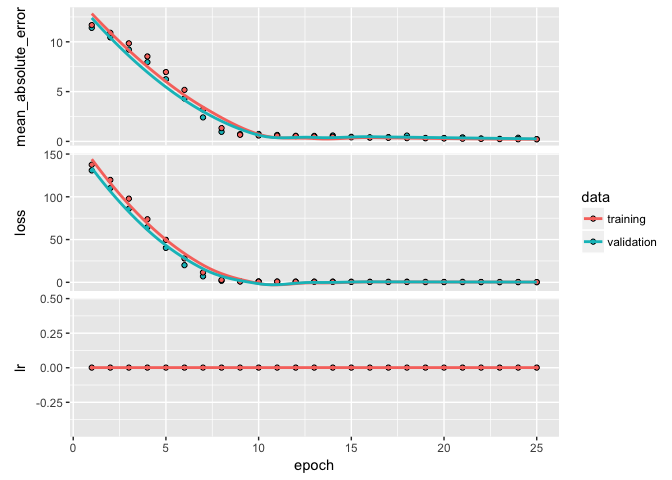 mean_absolute_error
10
5
0
loss
150
100
50
0
lr
0.50
0.25
0.00
-0.25
0 5 10 15 20 25
epoch
data
training
validation